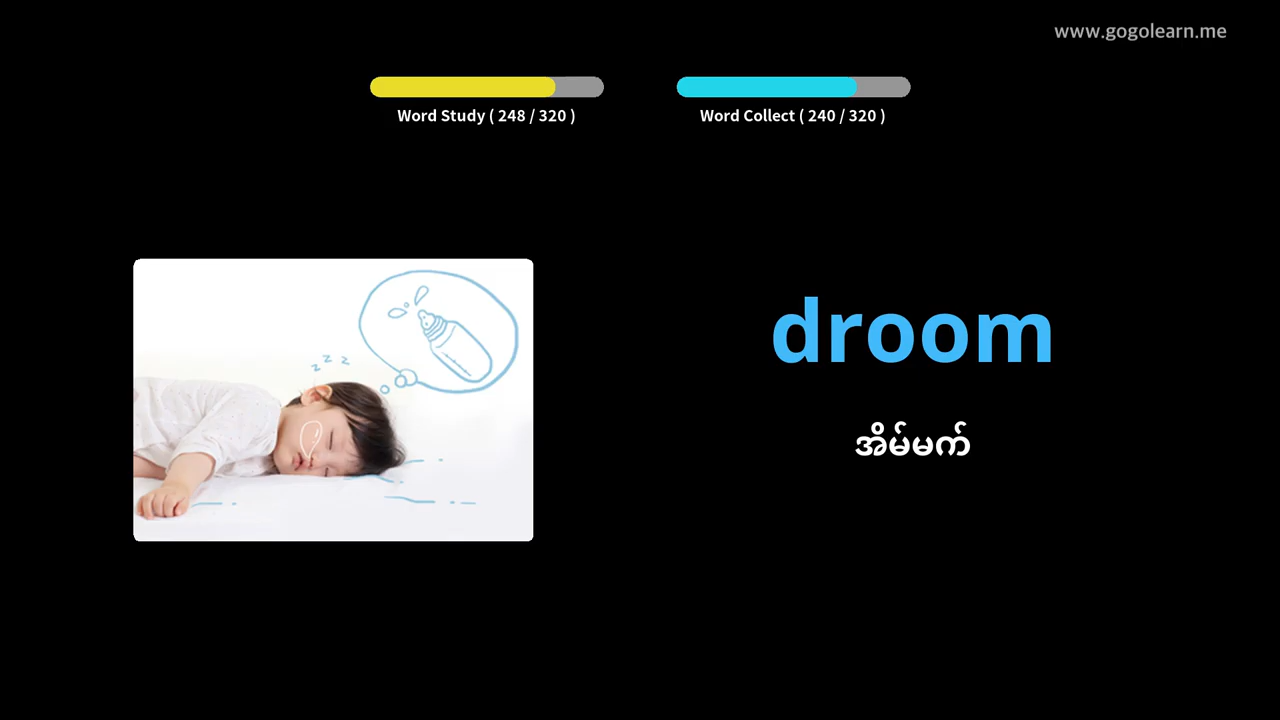 www.gogolearn.me
Word Study ( 248 / 320 )
Word Collect ( 240 / 320 )
z z z
droom
အိမ်မက်